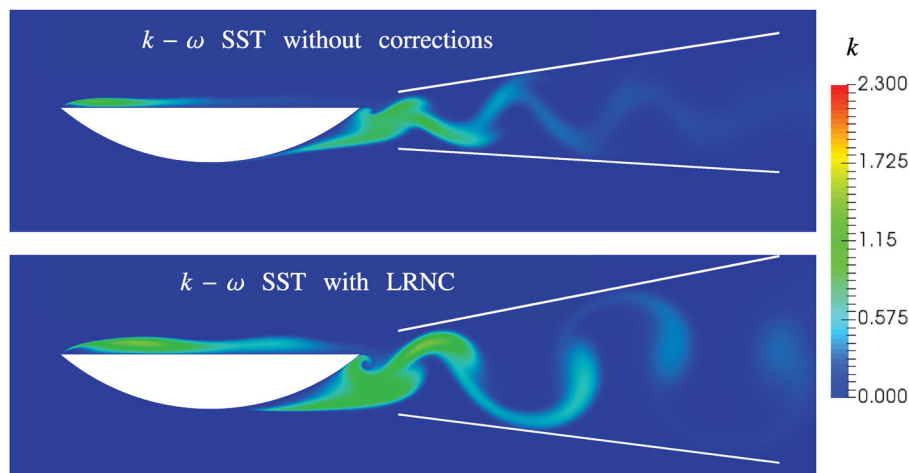 k − ω SST without corrections
k
2.300
1.725
1.15
0.575
0.000
k − ω SST with LRNC